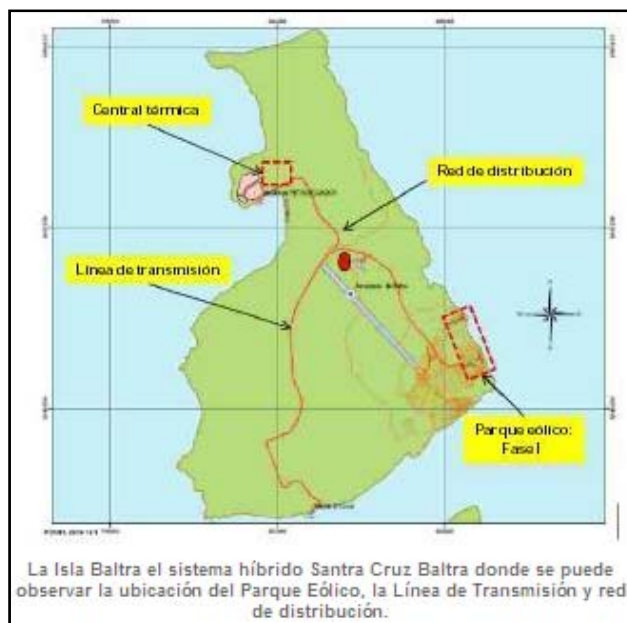 Central térmica
Red de distribución
Línea de transmisión
Parque eólico:
Fase I
La Isla Baltra el sistema híbrido Santra Cruz Baltra donde se puede
observar la ubicación del Parque Eólico, la Línea de Transmisión y red
de distribución.